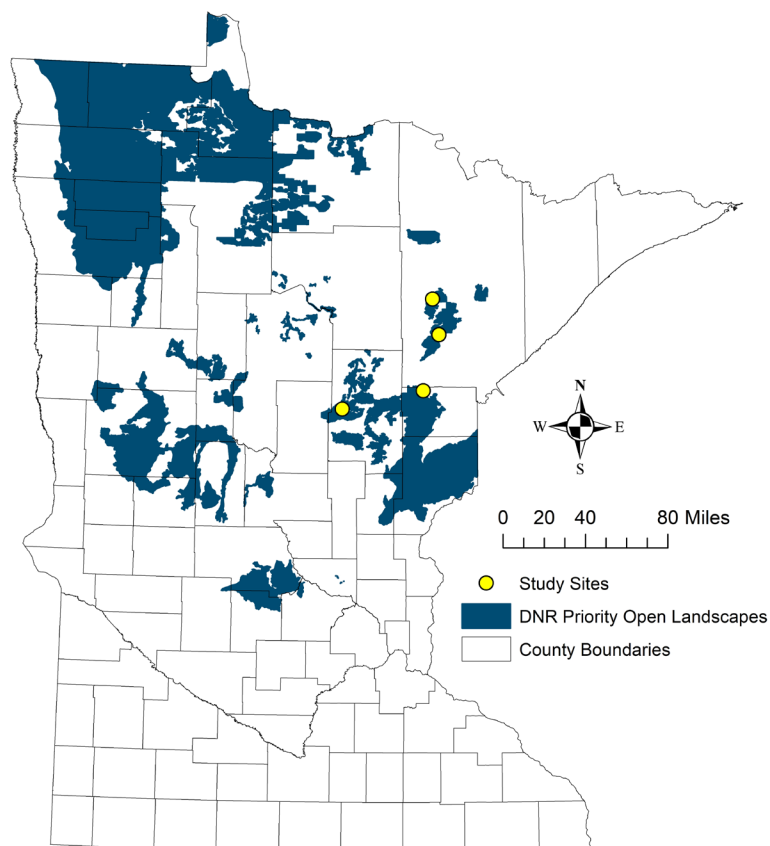 N
W E
S
0 20 40 80 Miles
Study Sites
DNR Priority Open Landscapes
County Boundaries